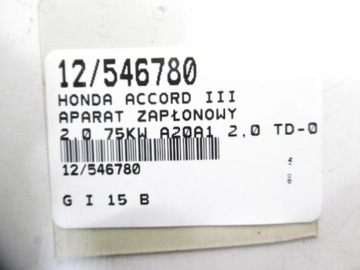 12/546780
HONDA ACCORD III
APARAT ZAPŁONOWY
2,0 75KW A20A1 2,0 TD-0
12/546780
G I 15 B